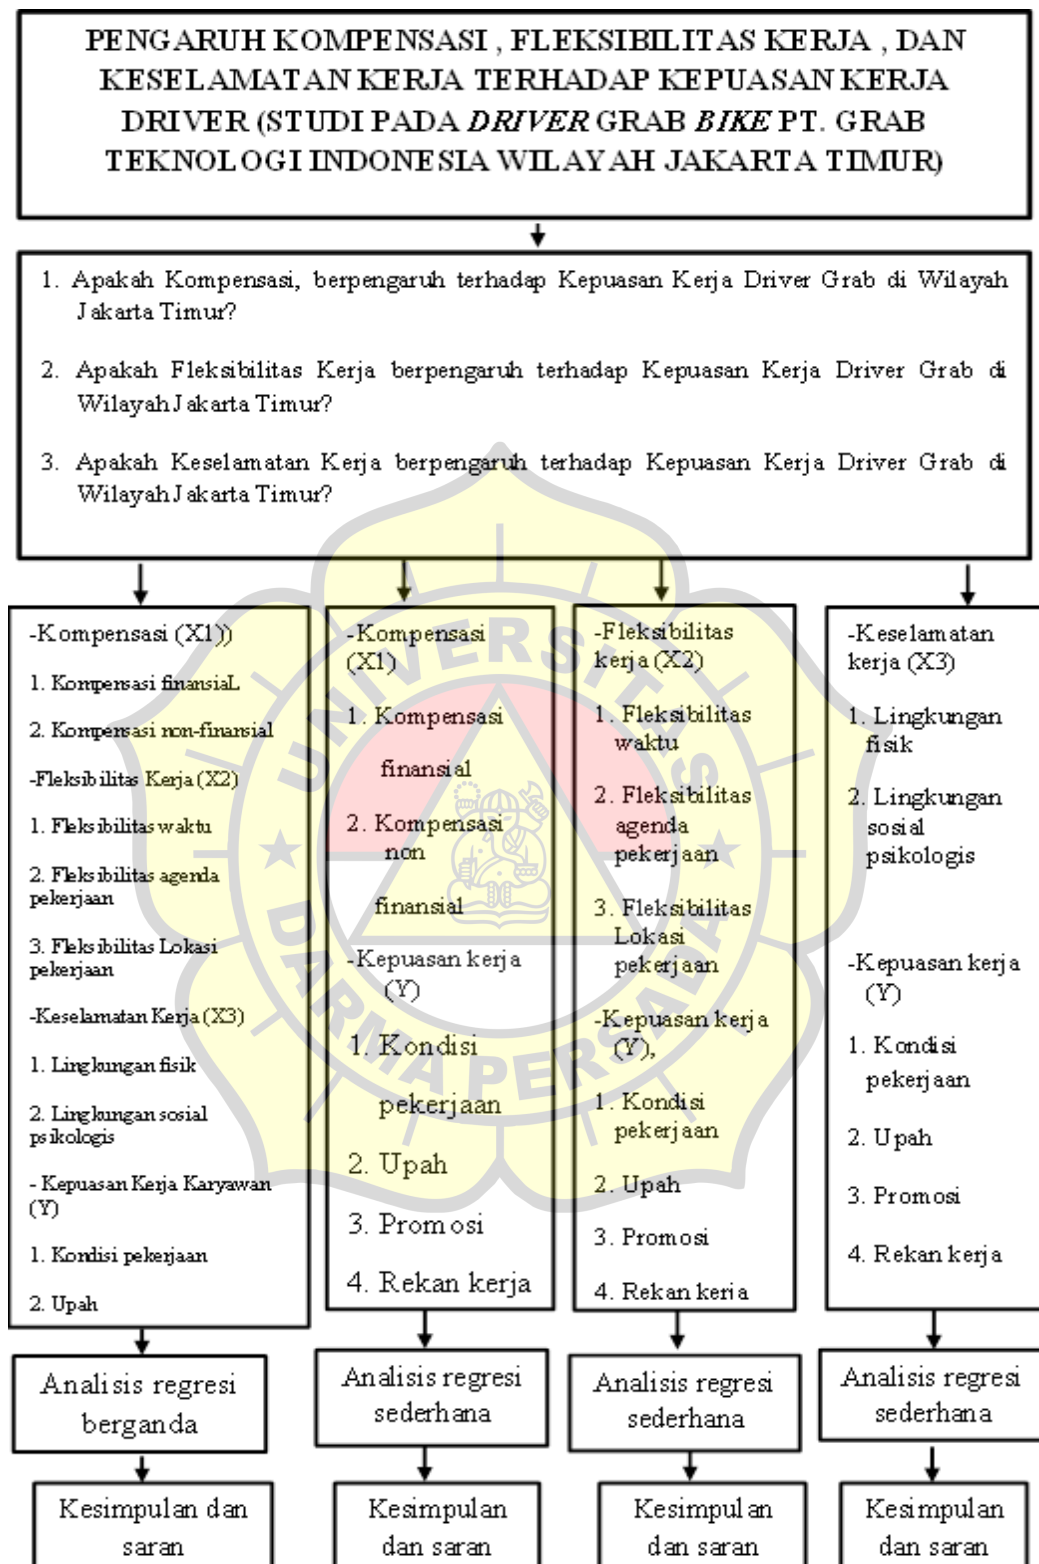 PENGARUH KOMPENSASI , FLEKSIBILITAS KERJA , DAN
KESELAMATAN KERJA TERHADAP KEPUASAN KERJA
DRIVER (STUDI PADA DRIVER GRAB BIKE PT. GRAB
TEKNOLOGI INDONESIA WILAYAH JAKARTA TIMUR)
1. Apakah Kompensasi, berpengaruh terhadap Kepuasan Kerja Driver Grab di Wilayah
Jakarta Timur?
2. Apakah Fleksibilitas Kerja berpengaruh terhadap Kepuasan Kerja Driver Grab di
Wilayah Jakarta Timur?
3. Apakah Keselamatan Kerja berpengaruh terhadap Kepuasan Kerja Driver Grab di
Wilayah Jakarta Timur?
-Kompensasi (X1))
1. Kompensasi finansiaL
2. Kompensasi non-finansial
-Fleksibilitas Kerja (X2)
1. Fleksibilitas waktu
2. Fleksibilitas agenda
pekerjaan
3. Fleksibilitas Lokasi
pekerjaan
-Keselamatan Kerja (X3)
1. Lingkungan fisik
2. Lingkungan sosial
psikologis
- Kepuasan Kerja Karyawan
(Y)
1. Kondisi pekerjaan
2. Upah
-Kompensasi
(X1)
1. Kompensasi
finansial
2. Kompensasi
non
finansial
-Kepuasan kerja
(Y)
1. Kondisi
pekerjaan
2. Upah
3. Promosi
4. Rekan kerja
-Fleksibilitas
kerja (X2)
1. Fleksibilitas
waktu
2. Fleksibilitas
agenda
pekerjaan
3. Fleksibilitas
Lokasi
pekerjaan
-Kepuasan kerja
(Y),
1. Kondisi
pekerjaan
2. Upah
3. Promosi
4. Rekan kerja
-Keselamatan
kerja (X3)
1. Lingkungan
fisik
2. Lingkungan
sosial
psikologis
-Kepuasan kerja
(Y)
1. Kondisi
pekerjaan
2. Upah
3. Promosi
4. Rekan kerja
Analisis regresi
berganda
Analisis regresi
sederhana
Analisis regresi
sederhana
Analisis regresi
sederhana
Kesimpulan dan
saran
Kesimpulan
dan saran
Kesimpulan
dan saran
Kesimpulan
dan saran
UNIVERSITAS
DARMA PERSADA